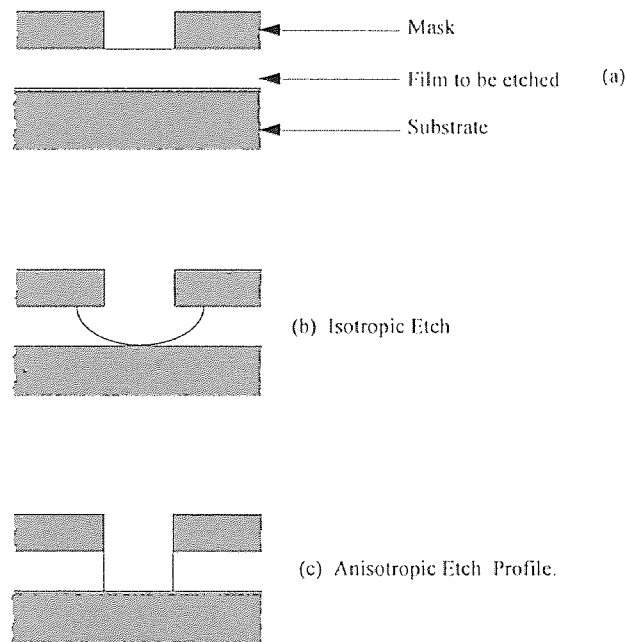 Mask
Film to be etched (a)
Substrate
(b) Isotropic Etch
(c) Anisotropic Etch Profile.